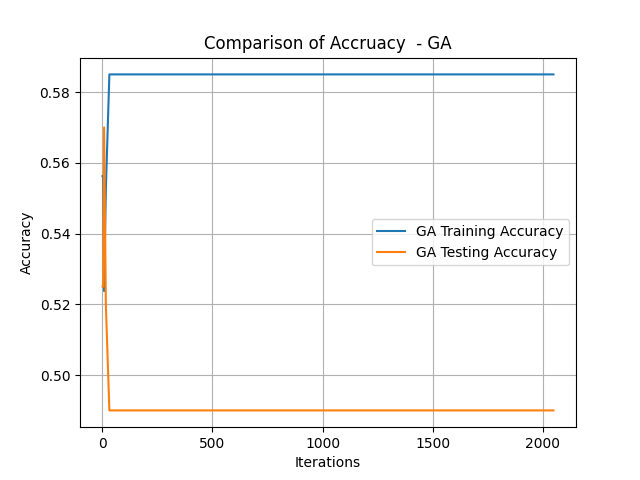 Comparison of Accruacy  - GA
0.58
0.56
0.54
0.52
0.50
Accuracy
GA Training Accuracy
GA Testing Accuracy
0 500 1000 1500 2000
Iterations